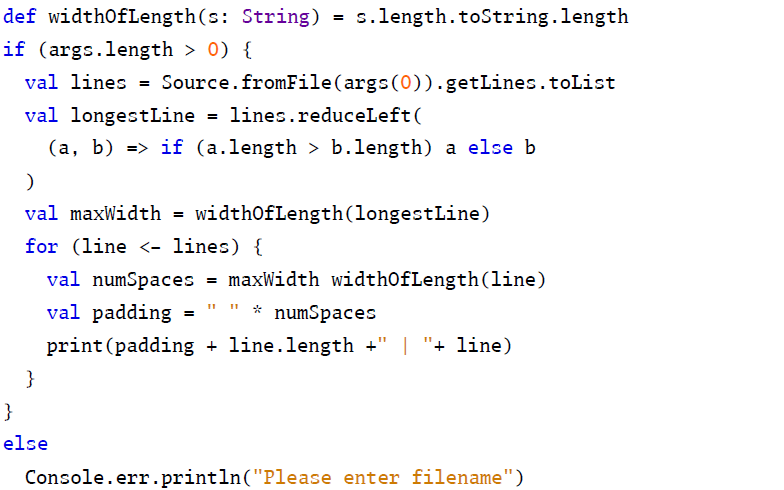 def widthOfLength(s: String) = s.length.toString.length
if (args.length > 0) {
  val lines = Source.fromFile(args(0)).getLines.toList
  val longestLine = lines.reduceLeft(
    (a, b) => if (a.length > b.length) a else b
  )
  val maxWidth = widthOfLength(longestLine)
  for (line <- lines) {
    val numSpaces = maxWidth widthOfLength(line)
    val padding = " " * numSpaces
    print(padding + line.length +" | "+ line)
  }
}
else
  Console.err.println("Please enter filename")